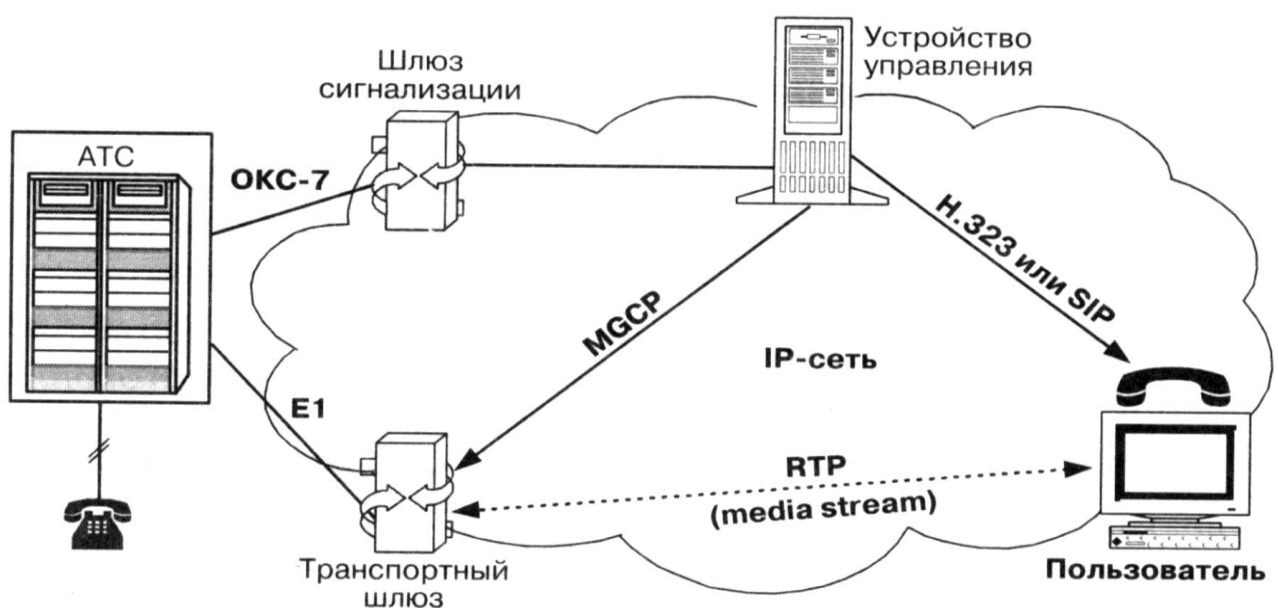 Шлюз
сигнализации
Устройство
управления
АТС
ОКС-7
H.323 или SIP
MGCP
IP-сеть
E1
RTP
(media stream)
Транспортный
шлюз
Пользователь